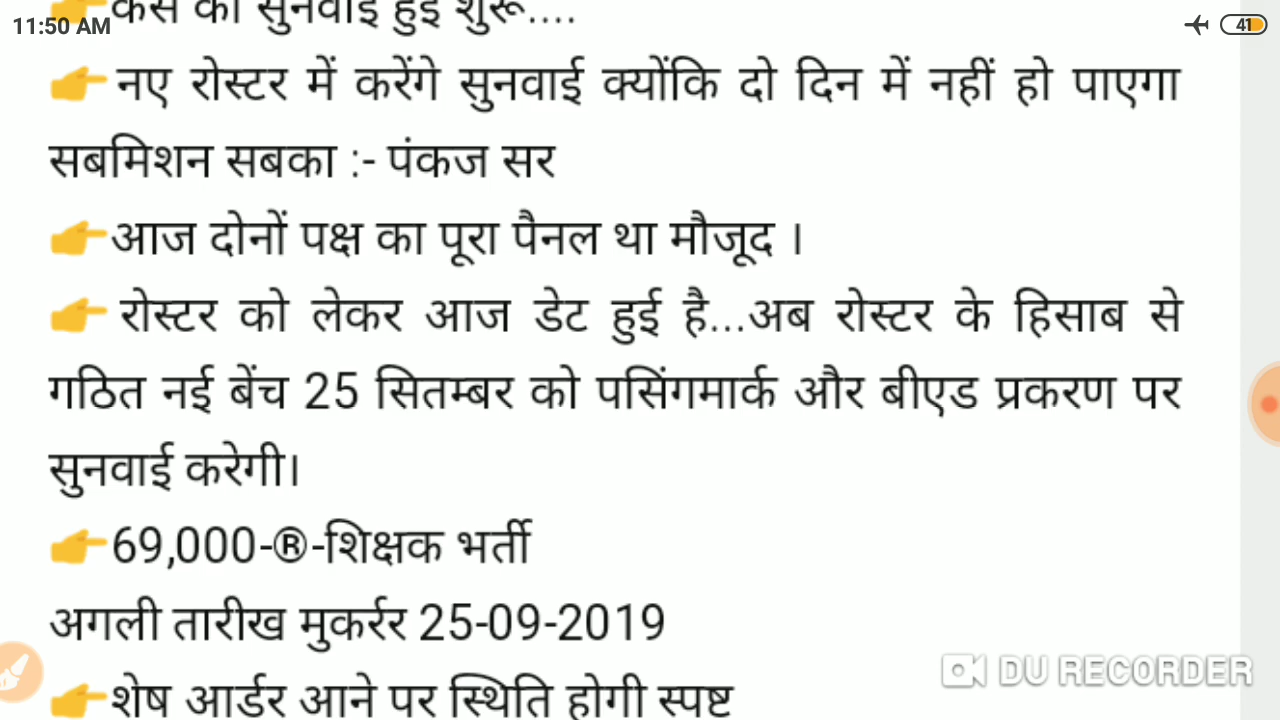 👉केस की सुनवाई हुई शुरू....
11:50 AM
41
👉नए रोस्टर में करेंगे सुनवाई क्योंकि दो दिन में नहीं हो पाएगा
सबमिशन सबका :- पंकज सर
👉आज दोनों पक्ष का पूरा पैनल था मौजूद ।
👉 रोस्टर को लेकर आज डेट हुई है...अब रोस्टर के हिसाब से
गठित नई बेंच 25 सितम्बर को पसिंगमार्क और बीएड प्रकरण पर
सुनवाई करेगी।
👉69,000-®-शिक्षक भर्ती
अगली तारीख मुकर्रर 25-09-2019
DU RECORDER
👉शेष आर्डर आने पर स्थिति होगी स्पष्ट